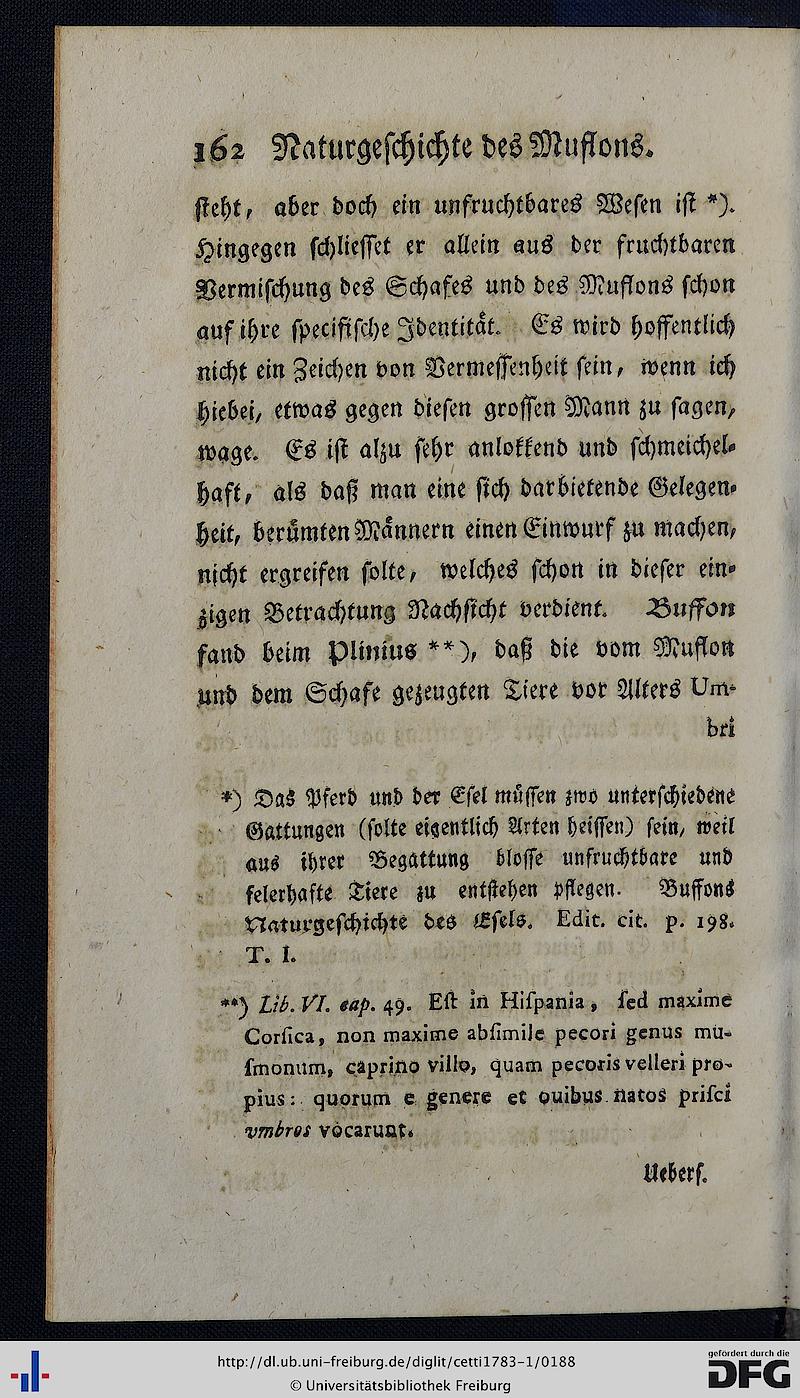 162 Naturgeſchichte des Muflons.
ſteht, aber doch ein unfruchtbares Weſen iſt *).
Hingegen ſchlieſſet er allein aus der fruchtbaren
Vermiſchung des Schafes und des Muflons ſchon
auf ihre ſpecifiſche Identität. Es wird hoffentlich
nicht ein Zeichen von Vermeſſenheit ſein, wenn ich
hiebei, etwas gegen dieſen groſſen Mann zu ſagen,
wage. Es iſt alzu ſehr anlokkend und ſchmeichel-
haft, als daß man eine ſich darbietende Gelegen-
heit, berümten Männern einen Einwurf zu machen,
nicht ergreifen ſolte, welches ſchon in dieſer ein-
zigen Betrachtung Nachſicht verdient. Buffon
fand beim Plinius **), daß die vom Muflon
und dem Schafe gezeugten Tiere vor Alters Um-
bri
*) Das Pferd und der Eſel müſſen zwo unterſchiedene
Gattungen (ſolte eigentlich Arten heiſſen) ſein, weil
aus ihrer Begattung bloſſe unfruchtbare und
felerhafte Tiere zu entſtehen pflegen. Buffons
Naturgeſchichte des Eſels. Edit. cit. p. 198.
T. I.
**) Lib. VI. cap. 49. Eſt in Hiſpania, ſed maxime
Corſica, non maxime abſimile pecori genus mu-
ſmonum, caprino villo, quam pecoris velleri pro-
pius: quorum e genere et ouibus natos priſci
vmbros vocarunt.
Ueberſ.
gefördert durch die
DFG
http://dl.ub.uni-freiburg.de/diglit/cetti1783-1/0188
© Universitätsbibliothek Freiburg